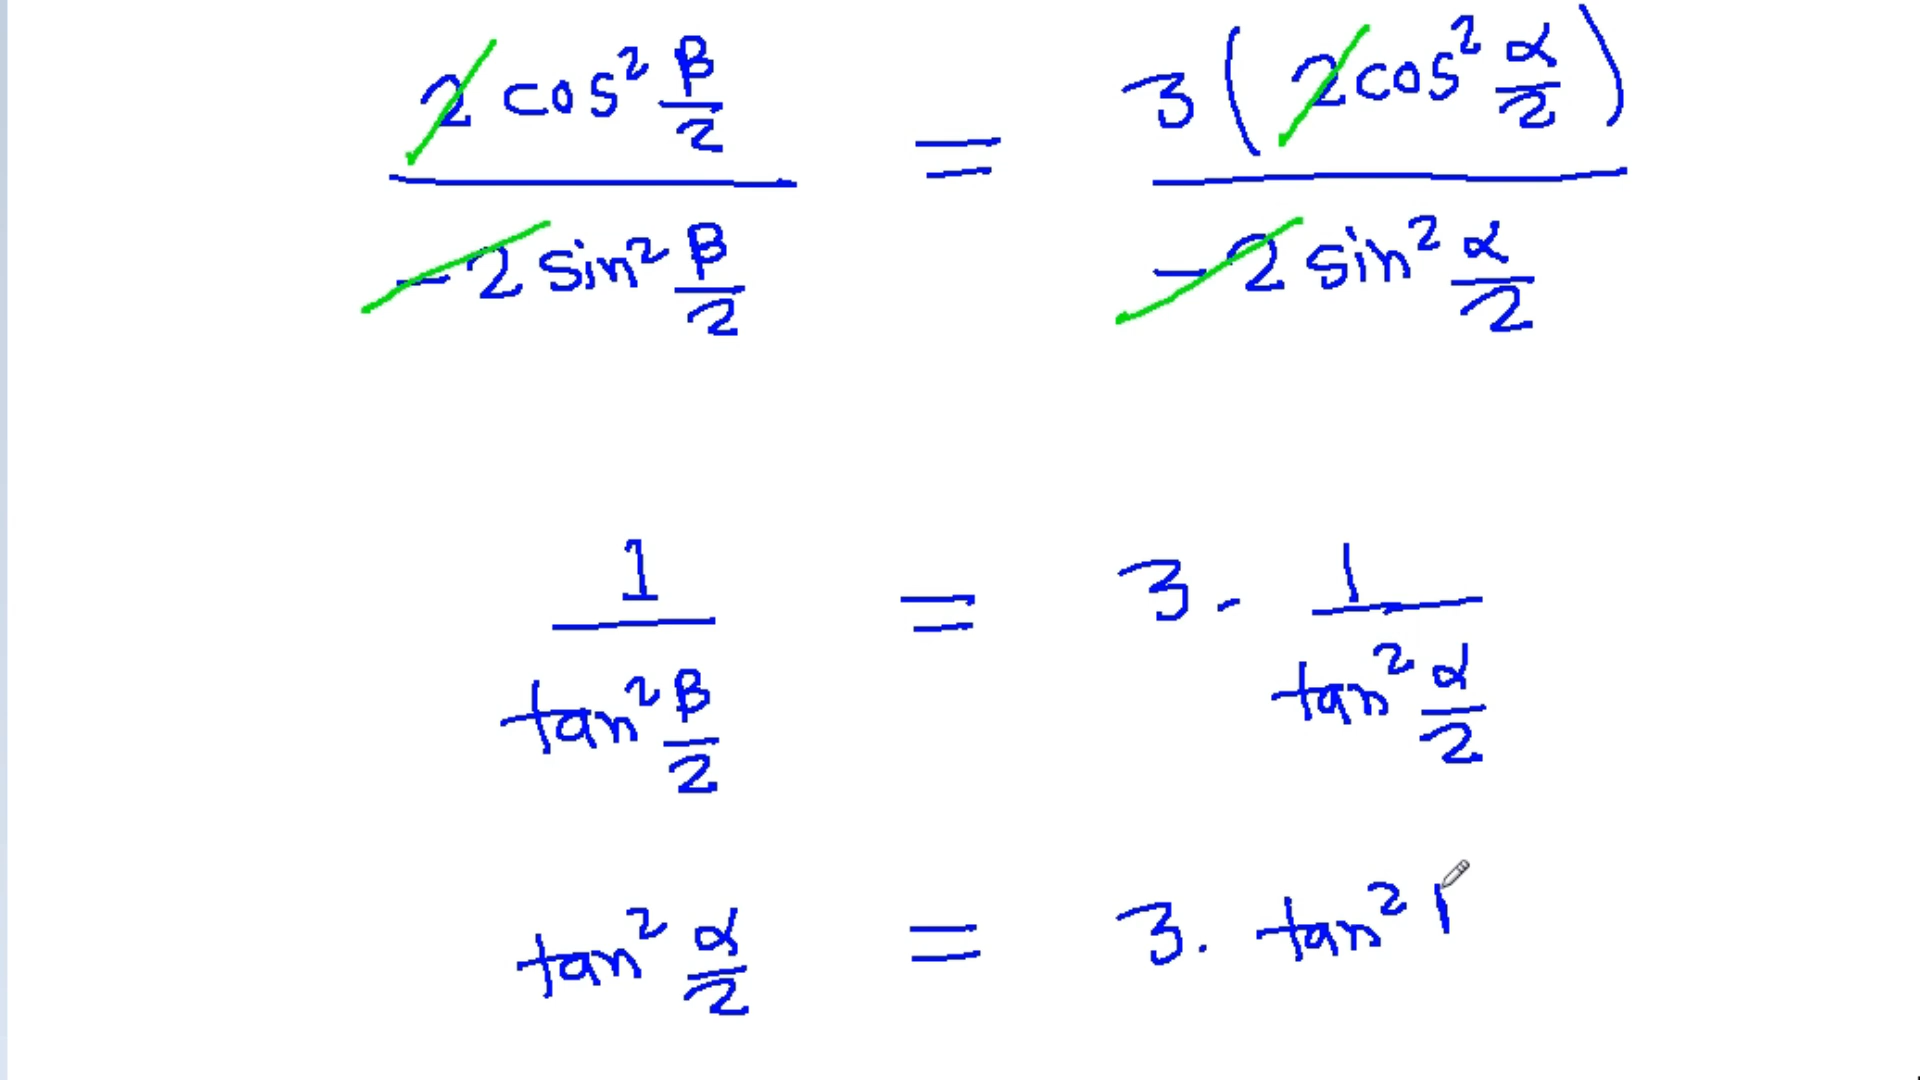 2 cos² β/2 / -2 sin² β/2 = 3 ( 2 cos² α/2 ) / -2 sin² α/2
1 / tan² β/2 = 3 . 1 / tan² α/2
tan² α/2 = 3 . tan²